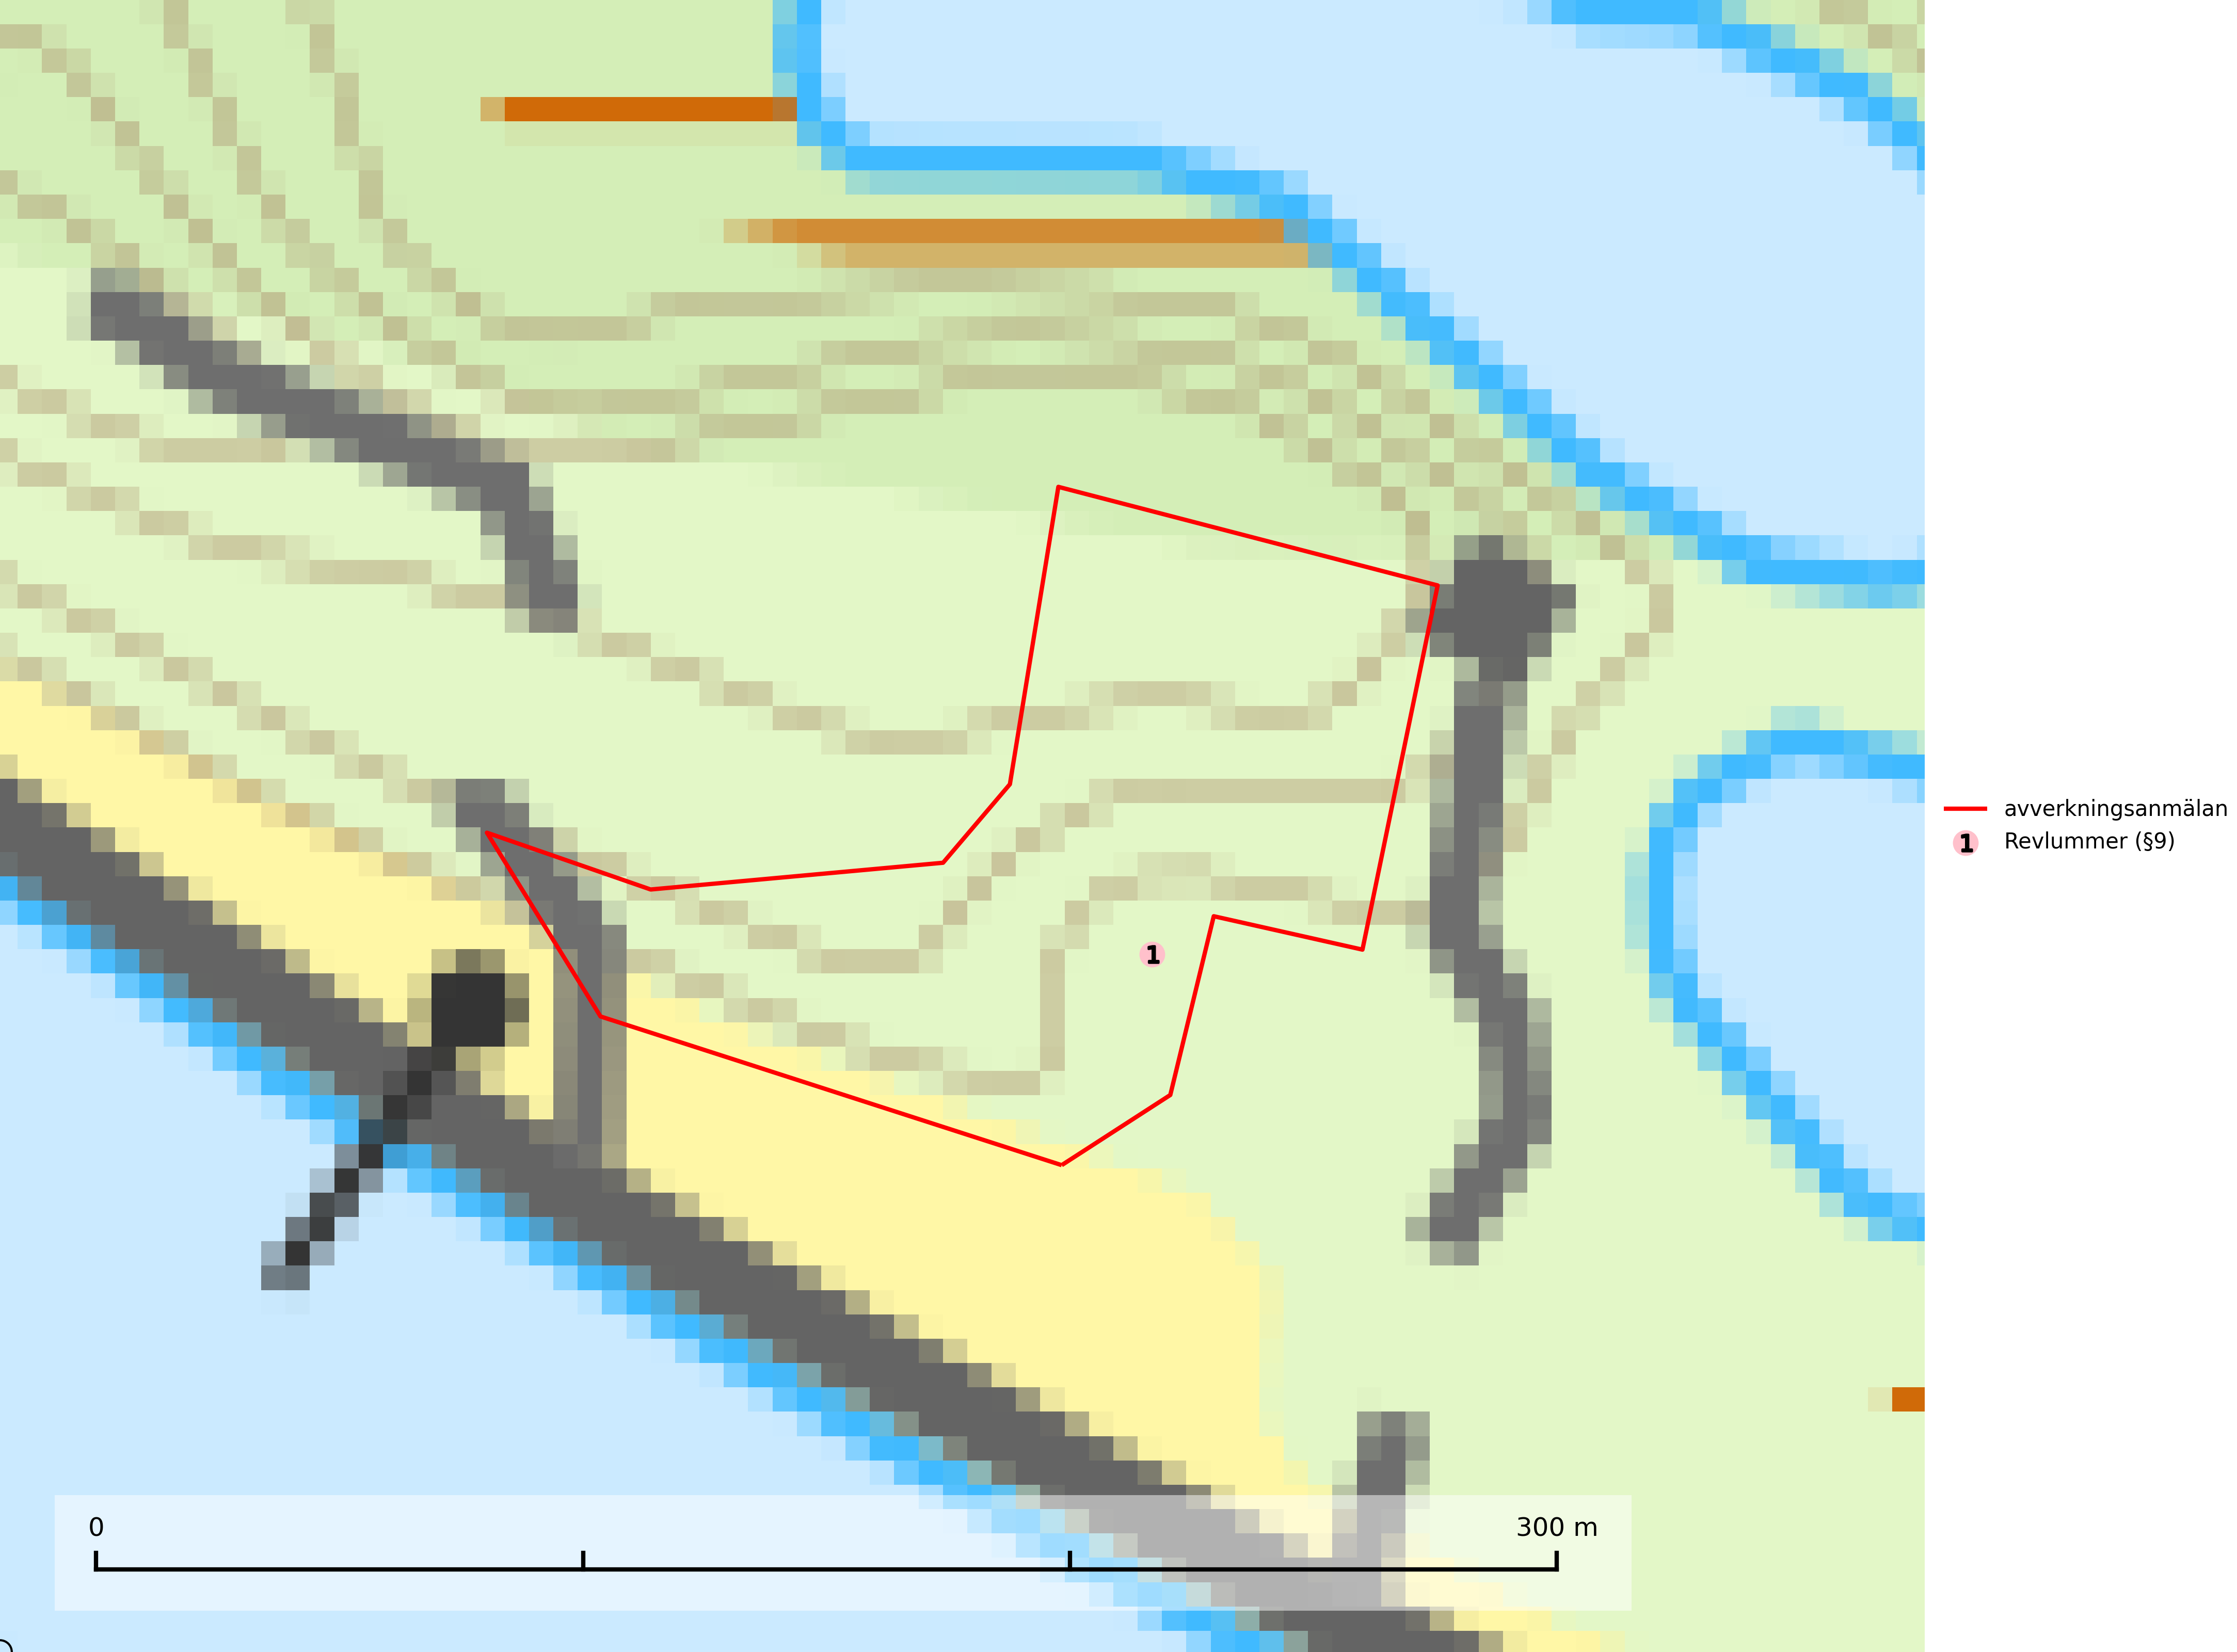 avverkningsanmälan
1 Revlummer (§9)
1
0 300 m